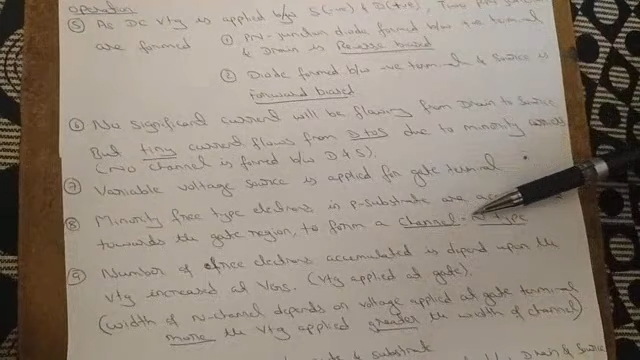 Operation
⑤ As DC Vtg is applied b/w S(-ve) & D(+ve), Two PN
are formed ① PN-junction diode formed b/w +ve terminal
& Drain is Reverse biased
② Diode formed b/w -ve terminal & Source is
forward biased
⑥ No significant current will be flowing from Drain to Source
But tiny current flows from D to S due to minority carriers
(∴ no channel is formed b/w D & S).
⑦ Variable voltage source is applied for gate terminal
⑧ Minority free type electrons in p-substrate are
towards the gate region, to form a channel: n type
⑨ Number of free electrons accumulated is depend upon the
Vtg increased at VGS. (Vtg applied at gate).
(width of n-channel depends on voltage applied at gate terminal
more the Vtg applied greater the width of channel)
& substrate
Drain & Source